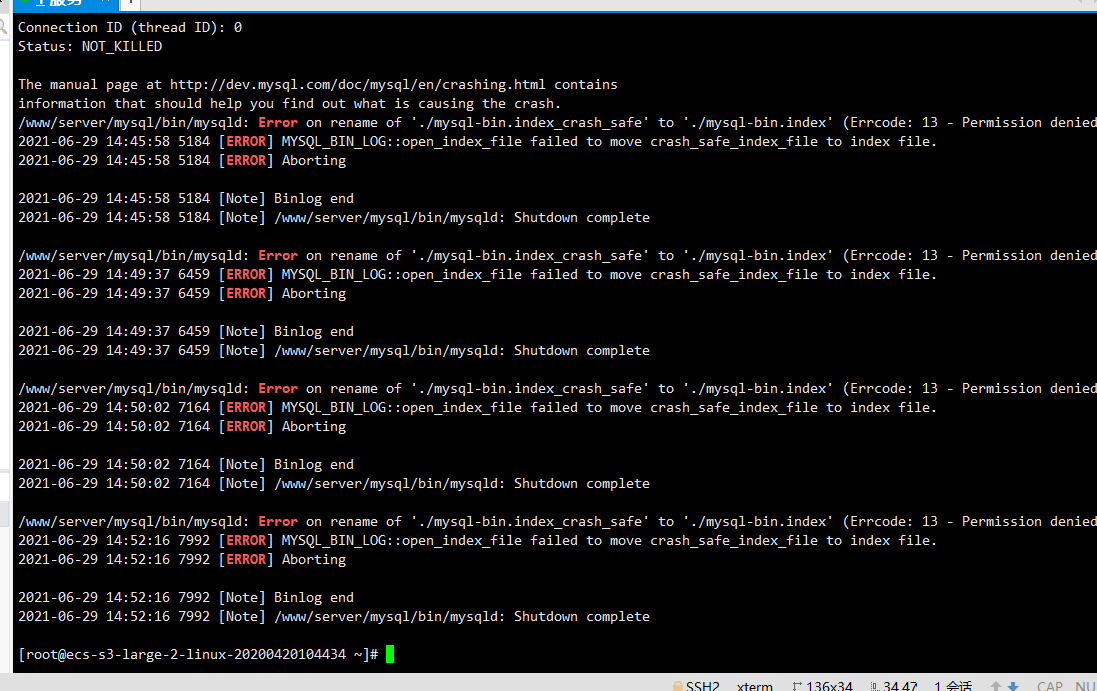 Connection ID (thread ID): 0
Status: NOT_KILLED
The manual page at http://dev.mysql.com/doc/mysql/en/crashing.html contains
information that should help you find out what is causing the crash.
/www/server/mysql/bin/mysqld: Error on rename of './mysql-bin.index_crash_safe' to './mysql-bin.index' (Errcode: 13 - Permission denied
2021-06-29 14:45:58 5184 [ERROR] MYSQL_BIN_LOG::open_index_file failed to move crash_safe_index_file to index file.
2021-06-29 14:45:58 5184 [ERROR] Aborting
2021-06-29 14:45:58 5184 [Note] Binlog end
2021-06-29 14:45:58 5184 [Note] /www/server/mysql/bin/mysqld: Shutdown complete
/www/server/mysql/bin/mysqld: Error on rename of './mysql-bin.index_crash_safe' to './mysql-bin.index' (Errcode: 13 - Permission denied
2021-06-29 14:49:37 6459 [ERROR] MYSQL_BIN_LOG::open_index_file failed to move crash_safe_index_file to index file.
2021-06-29 14:49:37 6459 [ERROR] Aborting
2021-06-29 14:49:37 6459 [Note] Binlog end
2021-06-29 14:49:37 6459 [Note] /www/server/mysql/bin/mysqld: Shutdown complete
/www/server/mysql/bin/mysqld: Error on rename of './mysql-bin.index_crash_safe' to './mysql-bin.index' (Errcode: 13 - Permission denied
2021-06-29 14:50:02 7164 [ERROR] MYSQL_BIN_LOG::open_index_file failed to move crash_safe_index_file to index file.
2021-06-29 14:50:02 7164 [ERROR] Aborting
2021-06-29 14:50:02 7164 [Note] Binlog end
2021-06-29 14:50:02 7164 [Note] /www/server/mysql/bin/mysqld: Shutdown complete
/www/server/mysql/bin/mysqld: Error on rename of './mysql-bin.index_crash_safe' to './mysql-bin.index' (Errcode: 13 - Permission denied
2021-06-29 14:52:16 7992 [ERROR] MYSQL_BIN_LOG::open_index_file failed to move crash_safe_index_file to index file.
2021-06-29 14:52:16 7992 [ERROR] Aborting
2021-06-29 14:52:16 7992 [Note] Binlog end
2021-06-29 14:52:16 7992 [Note] /www/server/mysql/bin/mysqld: Shutdown complete
[root@ecs-s3-large-2-linux-20200420104434 ~]#
SSH2 xterm 136x34 34,47 1 会话 CAP NU